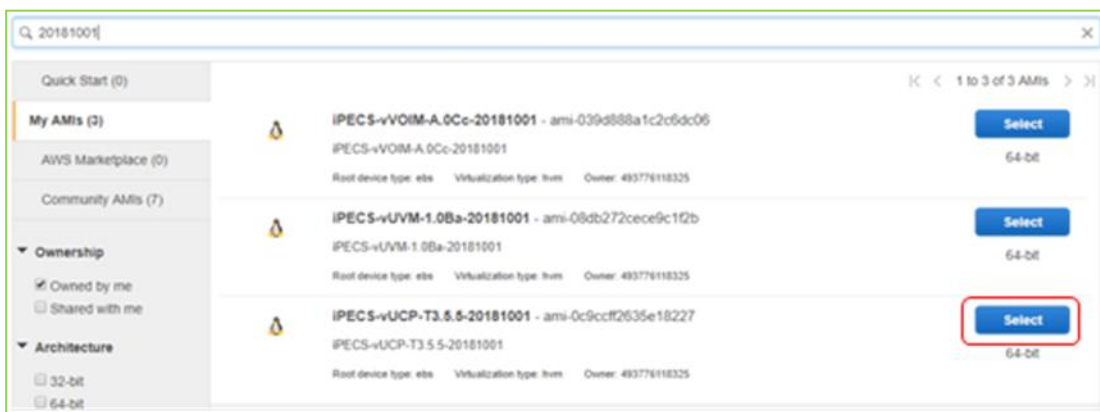 20181001
Quick Start (0)
1 to 3 of 3 AMIs
My AMIs (3)
iPECS-vVOIM-A.0Cc-20181001 - ami-039d888a1c2c6dc06
Select
iPECS-vVOIM-A.0Cc-20181001
64-bit
AWS Marketplace (0)
Root device type: ebs Virtualization type: hvm Owner: 493776118325
Community AMIs (7)
iPECS-vUVM-1.0Ba-20181001 - ami-08db272cece9c1f2b
Select
iPECS-vUVM-1.0Ba-20181001
64-bit
Ownership
Root device type: ebs Virtualization type: hvm Owner: 493776118325
Owned by me
Shared with me
iPECS-vUCP-T3.5.5-20181001 - ami-0c9ccff2635e18227
Select
Architecture
iPECS-vUCP-T3.5.5-20181001
64-bit
Root device type: ebs Virtualization type: hvm Owner: 493776118325
32-bit
64-bit